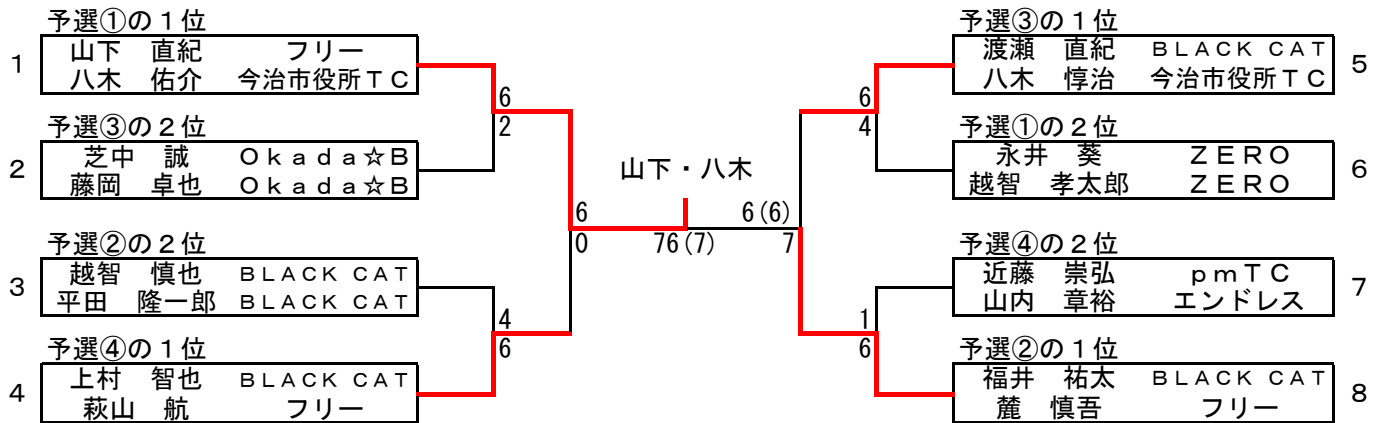 予選①の1位
1
山下 直紀 フリー
八木 佑介 今治市役所TC
6
2
予選③の2位
2
芝中 誠 Okada☆B
藤岡 卓也 Okada☆B
6
0
予選②の2位
3
越智 慎也 BLACK CAT
平田 隆一郎 BLACK CAT
4
6
予選④の1位
4
上村 智也 BLACK CAT
萩山 航 フリー
山下・八木
76(7)
予選③の1位
渡瀬 直紀 BLACK CAT
八木 惇治 今治市役所TC
5
6
4
予選①の2位
永井 葵 ZERO
越智 孝太郎 ZERO
6
6(6)
7
予選④の2位
近藤 崇弘 pmTC
山内 章裕 エンドレス
7
1
6
予選②の1位
福井 祐太 BLACK CAT
麓 慎吾 フリー
8